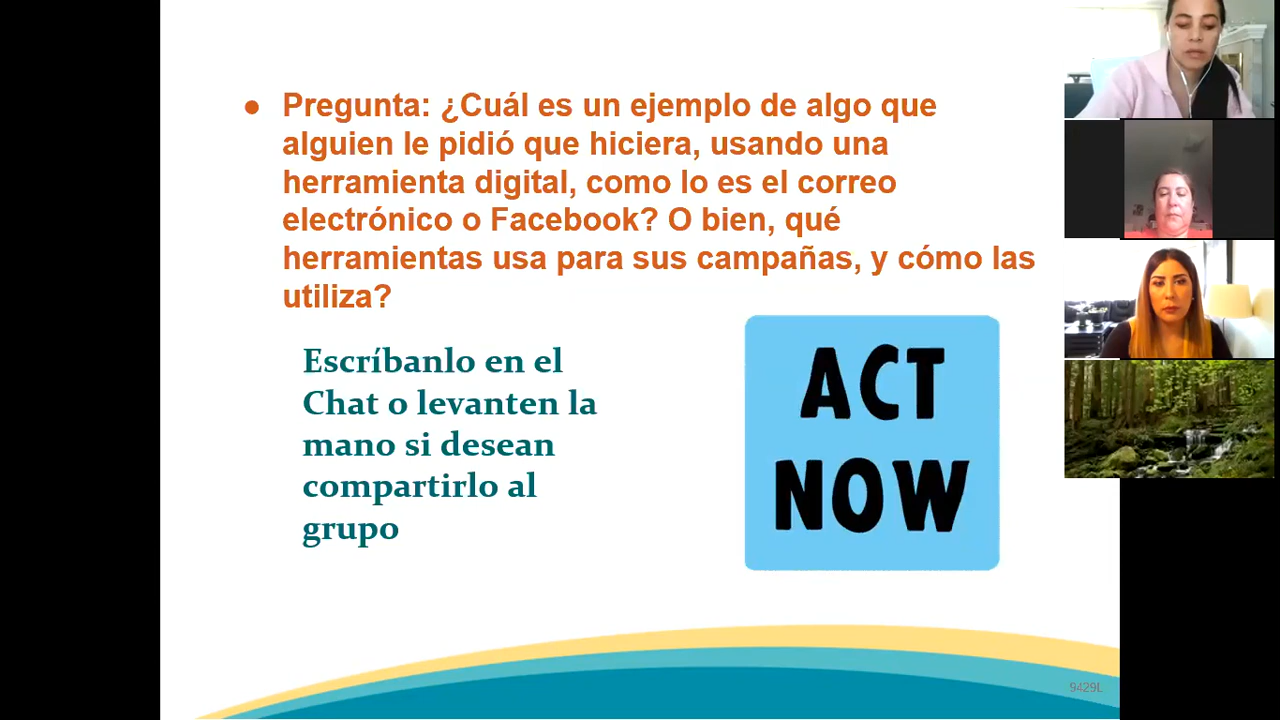 ● Pregunta: ¿Cuál es un ejemplo de algo que
alguien le pidió que hiciera, usando una
herramienta digital, como lo es el correo
electrónico o Facebook? O bien, qué
herramientas usa para sus campañas, y cómo las
utiliza?
Escríbanlo en el
Chat o levanten la
mano si desean
compartirlo al
grupo
ACT
NOW
9429L